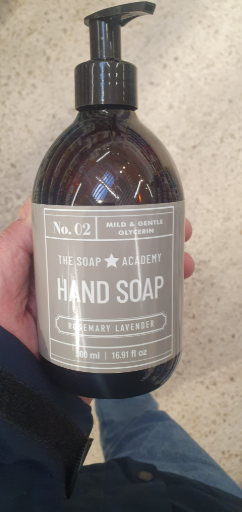 No. 02
MILD & GENTLE
GLYCERIN
THE SOAP ★ ACADEMY
HAND SOAP
ROSEMARY LAVENDER
500 ml | 16.91 fl oz